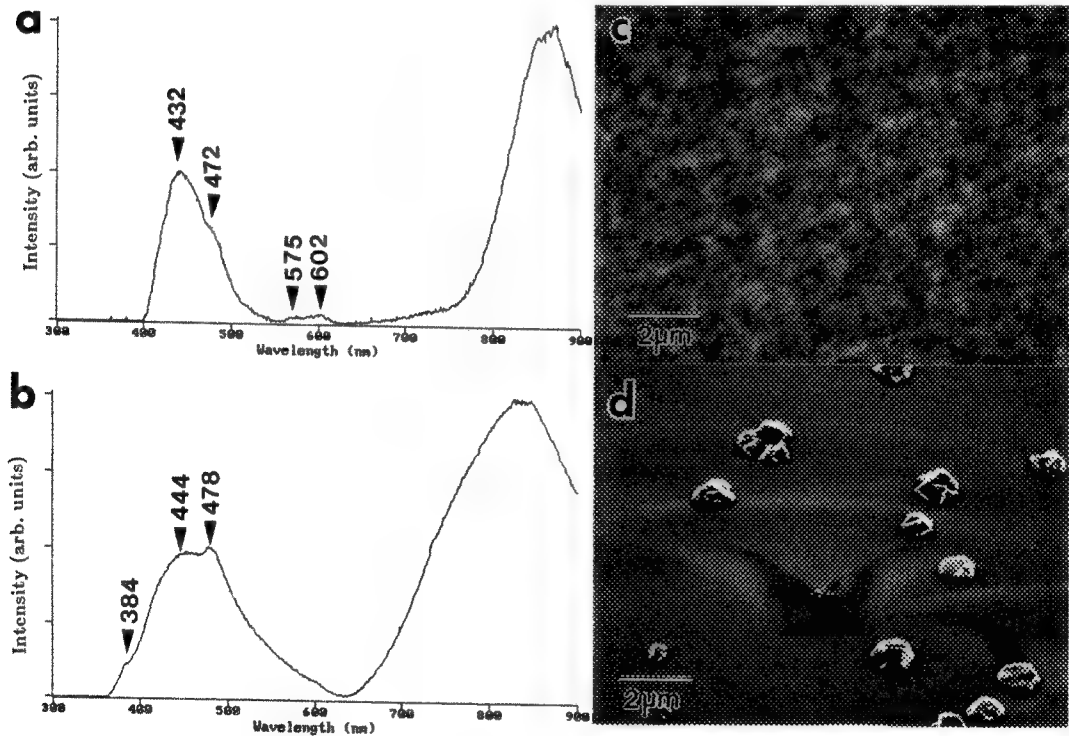 a
Intensity (arb. units)
432
472
575
602
300 400 500 600 700 800 900
Wavelength (nm)
b
Intensity (arb. units)
384
444
478
300 400 500 600 700 800 900
Wavelength (nm)
c
2µm
d
2µm